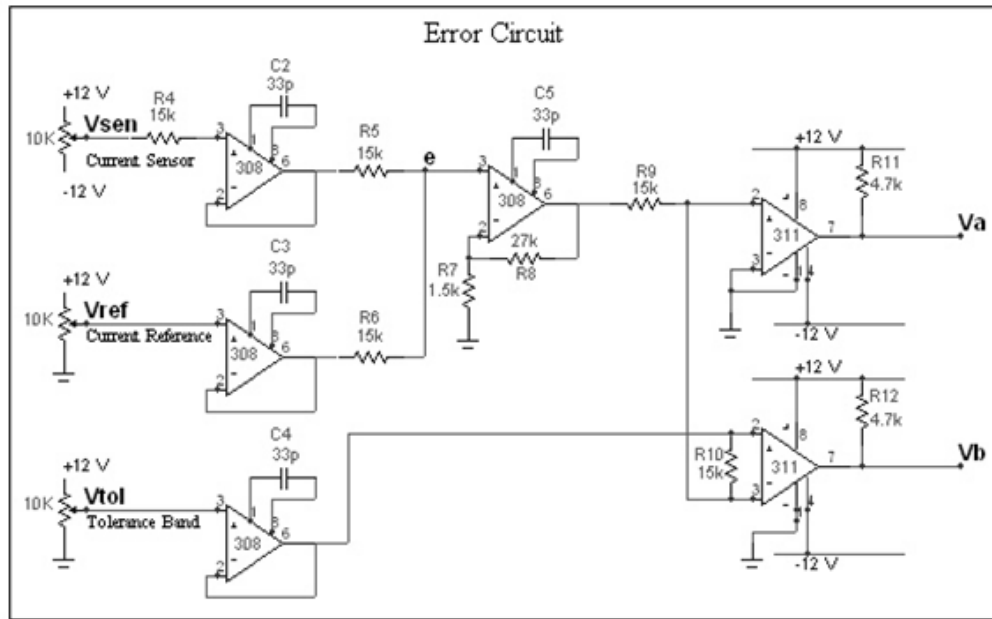 Error Circuit
+12 V
10K
Vsen
Current Sensor
-12 V
R4
15k
C2
33p
3
2
1
8
6
308
R5
15k
e
C5
33p
3
2
1
8
6
308
R9
15k
27k
R8
R7
1.5k
+12 V
R11
4.7k
2
3
8
7
311
1
4
Va
-12 V
+12 V
10K
Vref
Current Reference
C3
33p
3
2
1
8
6
308
R6
15k
+12 V
R12
4.7k
2
3
8
7
311
1
4
R10
15k
Vb
-12 V
+12 V
10K
Vtol
Tolerance Band
C4
33p
3
2
1
8
6
308